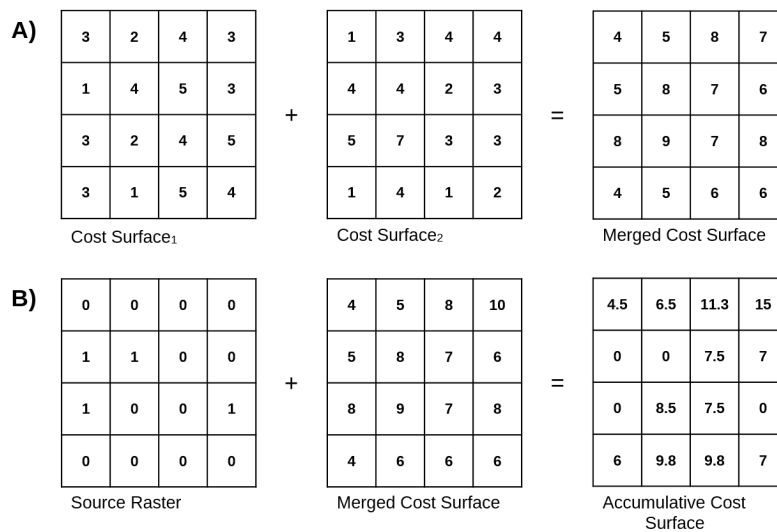 A)
3 2 4 3 1 3 4 4 4 5 8 7
1 4 5 3 4 4 2 3 5 8 7 6
+ =
3 2 4 5 5 7 3 3 8 9 7 8
3 1 5 4 1 4 1 2 4 5 6 6
Cost Surface₁ Cost Surface₂ Merged Cost Surface
B)
0 0 0 0 4 5 8 10 4.5 6.5 11.3 15
1 1 0 0 5 8 7 6 0 0 7.5 7
+ =
1 0 0 1 8 9 7 8 0 8.5 7.5 0
0 0 0 0 4 6 6 6 6 9.8 9.8 7
Source Raster Merged Cost Surface Accumulative Cost
Surface